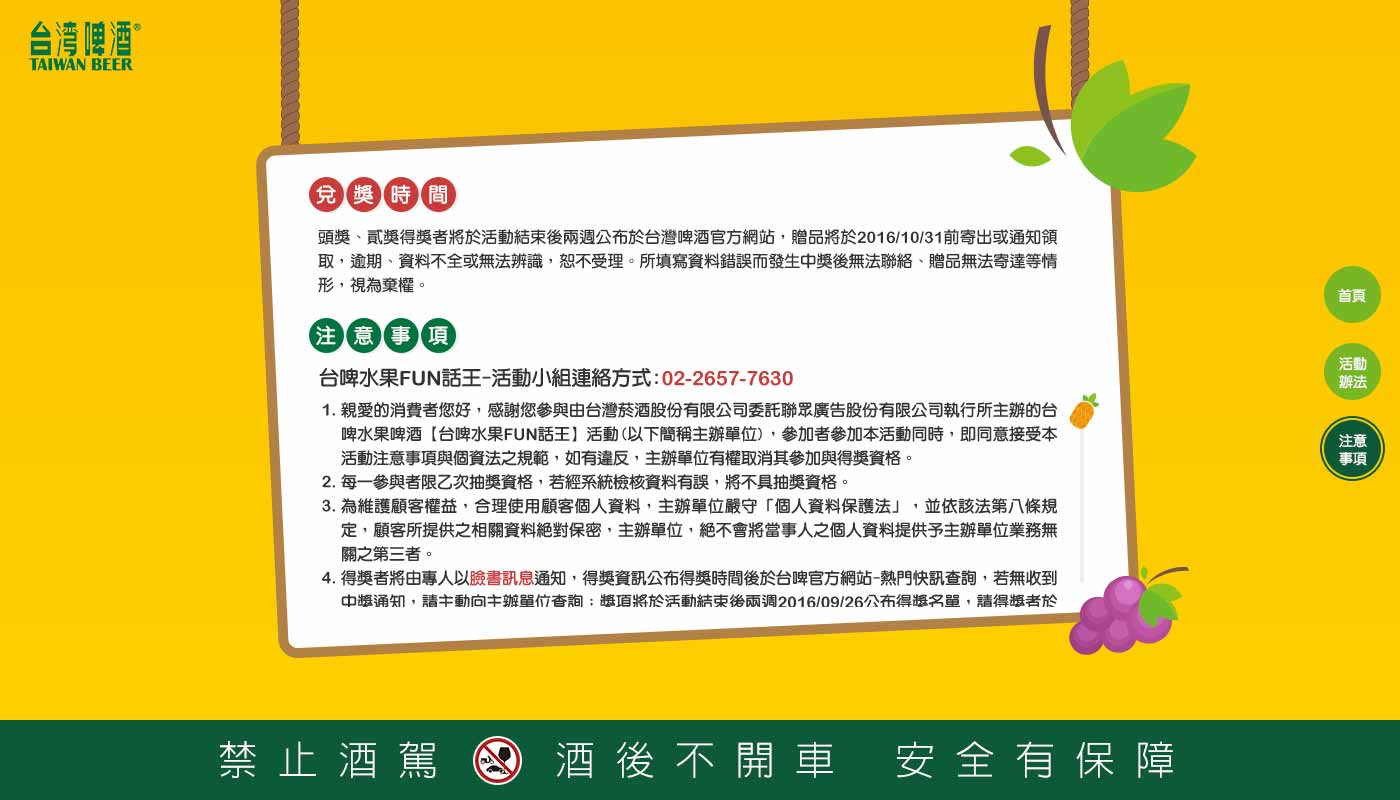 台湾啤酒®
TAIWAN BEER
兌獎時間
頭獎、貳獎得獎者將於活動結束後兩週公布於台灣啤酒官方網站，贈品將於2016/10/31前寄出或通知領
取，逾期、資料不全或無法辨識，恕不受理。所填寫資料錯誤而發生中獎後無法聯絡、贈品無法寄達等情
形，視為棄權。
注意事項
台啤水果FUN話王-活動小組連絡方式：02-2657-7630
1. 親愛的消費者您好，感謝您參與由台灣菸酒股份有限公司委託聯眾廣告股份有限公司執行所主辦的台
啤水果啤酒【台啤水果FUN話王】活動(以下簡稱主辦單位)，參加者參加本活動同時，即同意接受本
活動注意事項與個資法之規範，如有違反，主辦單位有權取消其參加與得獎資格。
2. 每一參與者限乙次抽獎資格，若經系統檢核資料有誤，將不具抽獎資格。
3. 為維護顧客權益，合理使用顧客個人資料，主辦單位嚴守「個人資料保護法」，並依該法第八條規
定，顧客所提供之相關資料絕對保密，主辦單位，絕不會將當事人之個人資料提供予主辦單位業務無
關之第三者。
4. 得獎者將由專人以臉書訊息通知，得獎資訊公布得獎時間後於台啤官方網站-熱門快訊查詢，若無收到
中獎通知，請主動向主辦單位查詢；獎項將於活動結束後兩週2016/09/26公布得獎名單，請得獎者於
首頁
活動
辦法
注意
事項
禁止酒駕 酒後不開車 安全有保障